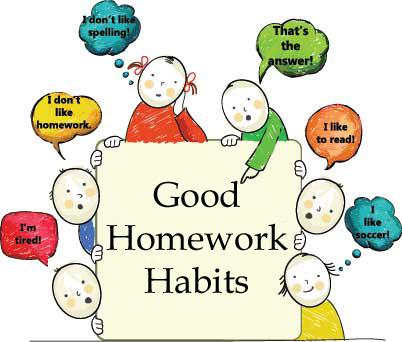 I don't like
spelling!
That's
the
answer!
I don't
like
homework.
I like
to read!
I'm
tired!
I
like
soccer!
Good
Homework
Habits